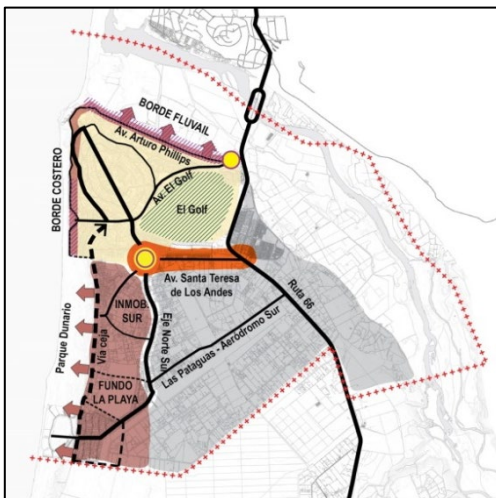 BORDE FLUVAIL
Av. Arturo Phillips
BORDE COSTERO
Av. El Golf
El Golf
Av. Santa Teresa
de Los Andes
INMOB.
SUR
Eje Norte Sur
Ruta 66
Parque Dunario
Vía ceja
Las Pataguas - Aeródromo Sur
FUNDO
LA PLAYA